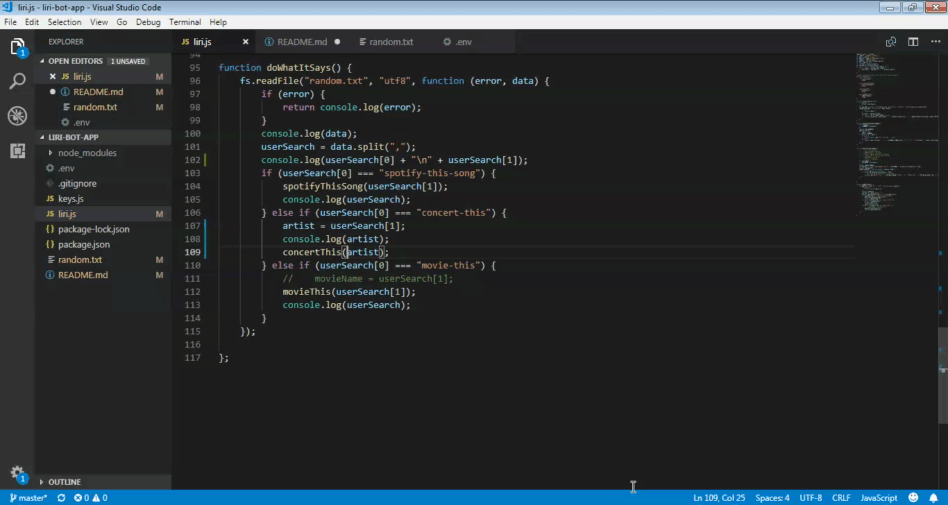 liri.js - liri-bot-app - Visual Studio Code
File Edit Selection View Go Debug Terminal Help
EXPLORER
OPEN EDITORS 1 UNSAVED
JS liri.js M
README.md M
random.txt M
.env
LIRI-BOT-APP
node_modules
.env
.gitignore
JS keys.js
JS liri.js M
{} package-lock.json
{} package.json
random.txt M
README.md M
OUTLINE
JS liri.js × README.md random.txt .env
94
95 function doWhatItSays() {
96 fs.readFile("random.txt", "utf8", function (error, data) {
97 if (error) {
98 return console.log(error);
99 }
100 console.log(data);
101 userSearch = data.split(",");
102 console.log(userSearch[0] + "\n" + userSearch[1]);
103 if (userSearch[0] === "spotify-this-song") {
104 spotifyThisSong(userSearch[1]);
105 console.log(userSearch);
106 } else if (userSearch[0] === "concert-this") {
107 artist = userSearch[1];
108 console.log(artist);
109 concertThis(artist);
110 } else if (userSearch[0] === "movie-this") {
111 // movieName = userSearch[1];
112 movieThis(userSearch[1]);
113 console.log(userSearch);
114 }
115 });
116
117 };
1
1
master* 0 0 Ln 109, Col 25 Spaces: 4 UTF-8 CRLF JavaScript